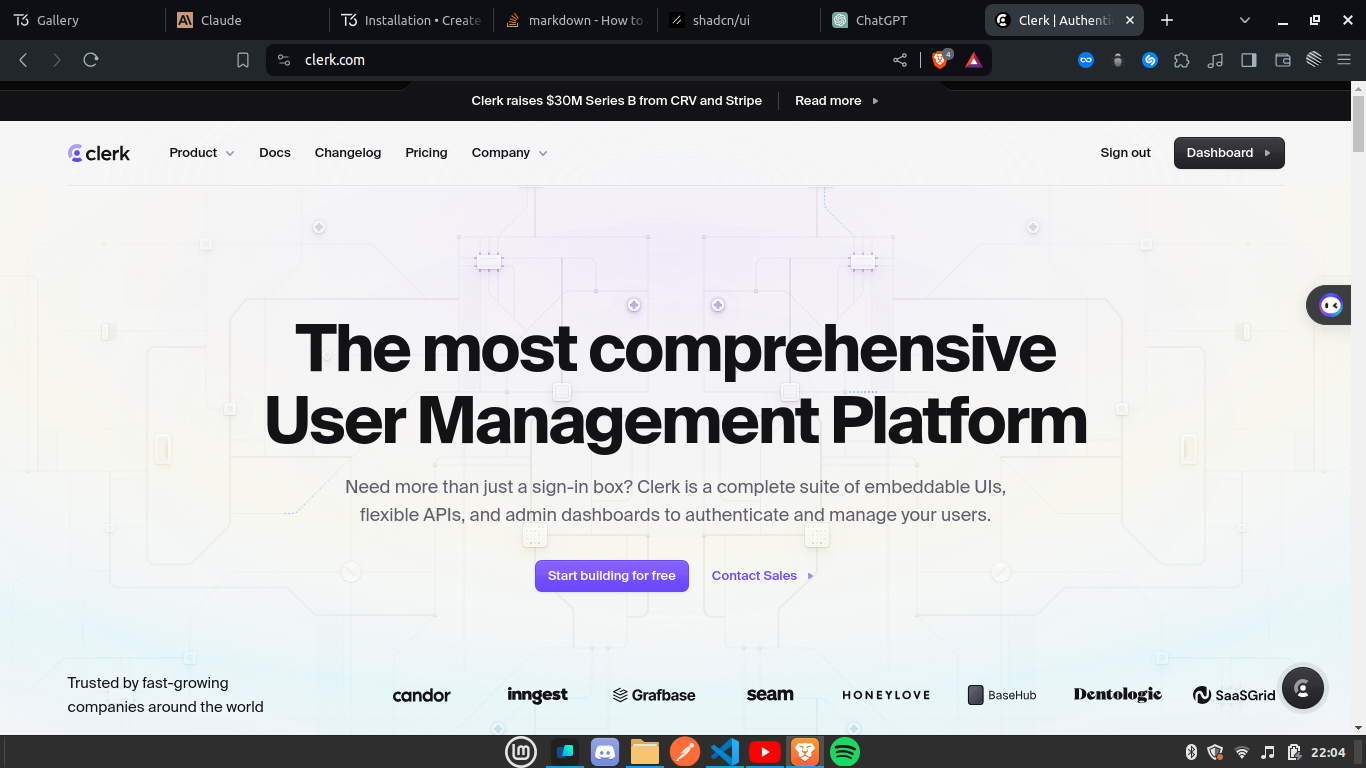 Gallery
Claude
Installation • Create
markdown - How to
shadcn/ui
ChatGPT
Clerk | Authenti
clerk.com
4
Clerk raises $30M Series B from CRV and Stripe
Read more
clerk
Product
Docs
Changelog
Pricing
Company
Sign out
Dashboard
The most comprehensive
User Management Platform
Need more than just a sign-in box? Clerk is a complete suite of embeddable UIs,
flexible APIs, and admin dashboards to authenticate and manage your users.
Start building for free
Contact Sales
Trusted by fast-growing
companies around the world
candor
inngest
Grafbase
seam
HONEYLOVE
BaseHub
Dentologic
SaaSGrid
22:04